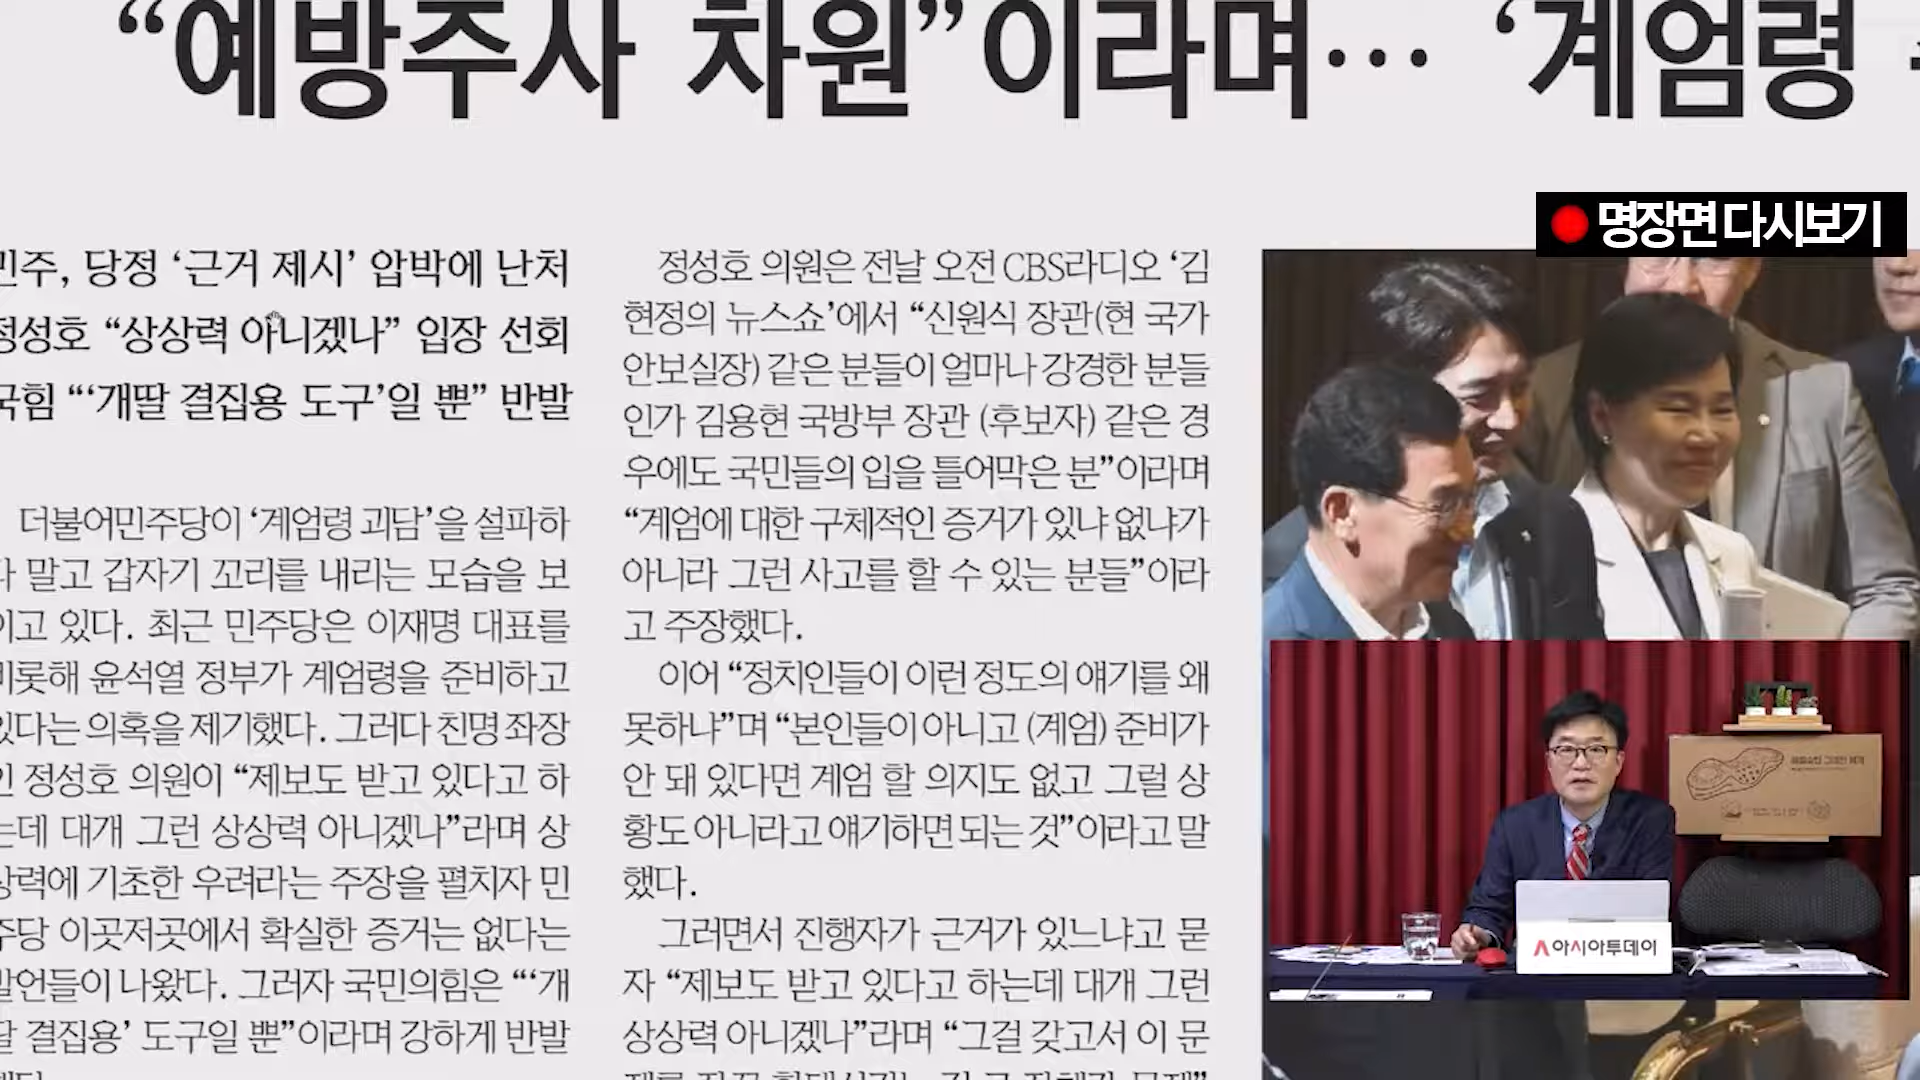 “예방주사 차원”이라며… ‘계엄령
명장면 다시보기
민주, 당정 ‘근거 제시’ 압박에 난처
정성호 “상상력 아니겠나” 입장 선회
국힘 “‘개딸 결집용 도구’일 뿐” 반발
더불어민주당이 ‘계엄령 괴담’을 설파하
다 말고 갑자기 꼬리를 내리는 모습을 보
이고 있다. 최근 민주당은 이재명 대표를
비롯해 윤석열 정부가 계엄령을 준비하고
있다는 의혹을 제기했다. 그러다 친명 좌장
인 정성호 의원이 “제보도 받고 있다고 하
는데 대개 그런 상상력 아니겠나”라며 상
상력에 기초한 우려라는 주장을 펼치자 민
주당 이곳저곳에서 확실한 증거는 없다는
발언들이 나왔다. 그러자 국민의힘은 “‘개
딸 결집용’ 도구일 뿐”이라며 강하게 반발
정성호 의원은 전날 오전 CBS라디오 ‘김
현정의 뉴스쇼’에서 “신원식 장관(현 국가
안보실장) 같은 분들이 얼마나 강경한 분들
인가 김용현 국방부 장관 (후보자) 같은 경
우에도 국민들의 입을 틀어막은 분”이라며
“계엄에 대한 구체적인 증거가 있냐 없냐가
아니라 그런 사고를 할 수 있는 분들”이라
고 주장했다.
이어 “정치인들이 이런 정도의 얘기를 왜
못하냐”며 “본인들이 아니고 (계엄) 준비가
안 돼 있다면 계엄 할 의지도 없고 그럴 상
황도 아니라고 얘기하면 되는 것”이라고 말
했다.
그러면서 진행자가 근거가 있느냐고 묻
자 “제보도 받고 있다고 하는데 대개 그런
상상력 아니겠나”라며 “그걸 갖고서 이 문
아시아투데이